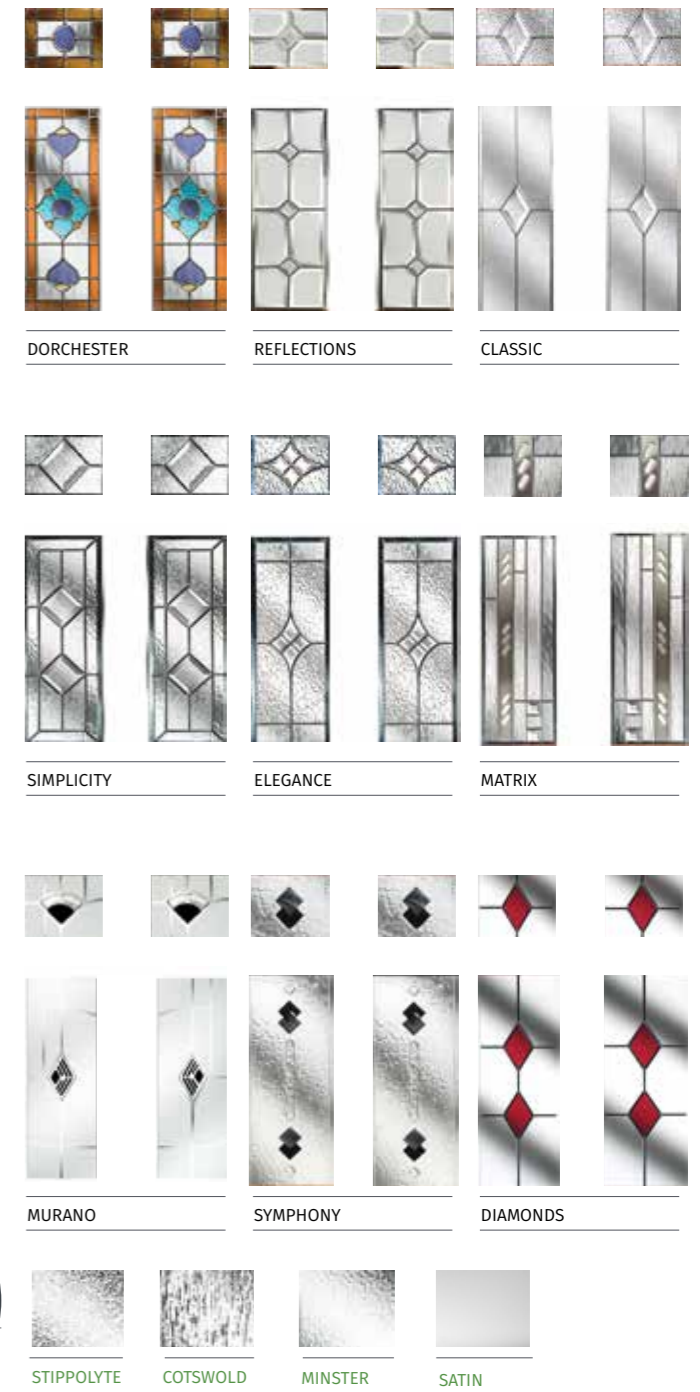 DORCHESTER
REFLECTIONS
CLASSIC
SIMPLICITY
ELEGANCE
MATRIX
MURANO
SYMPHONY
DIAMONDS
STIPPOLYTE
COTSWOLD
MINSTER
SATIN